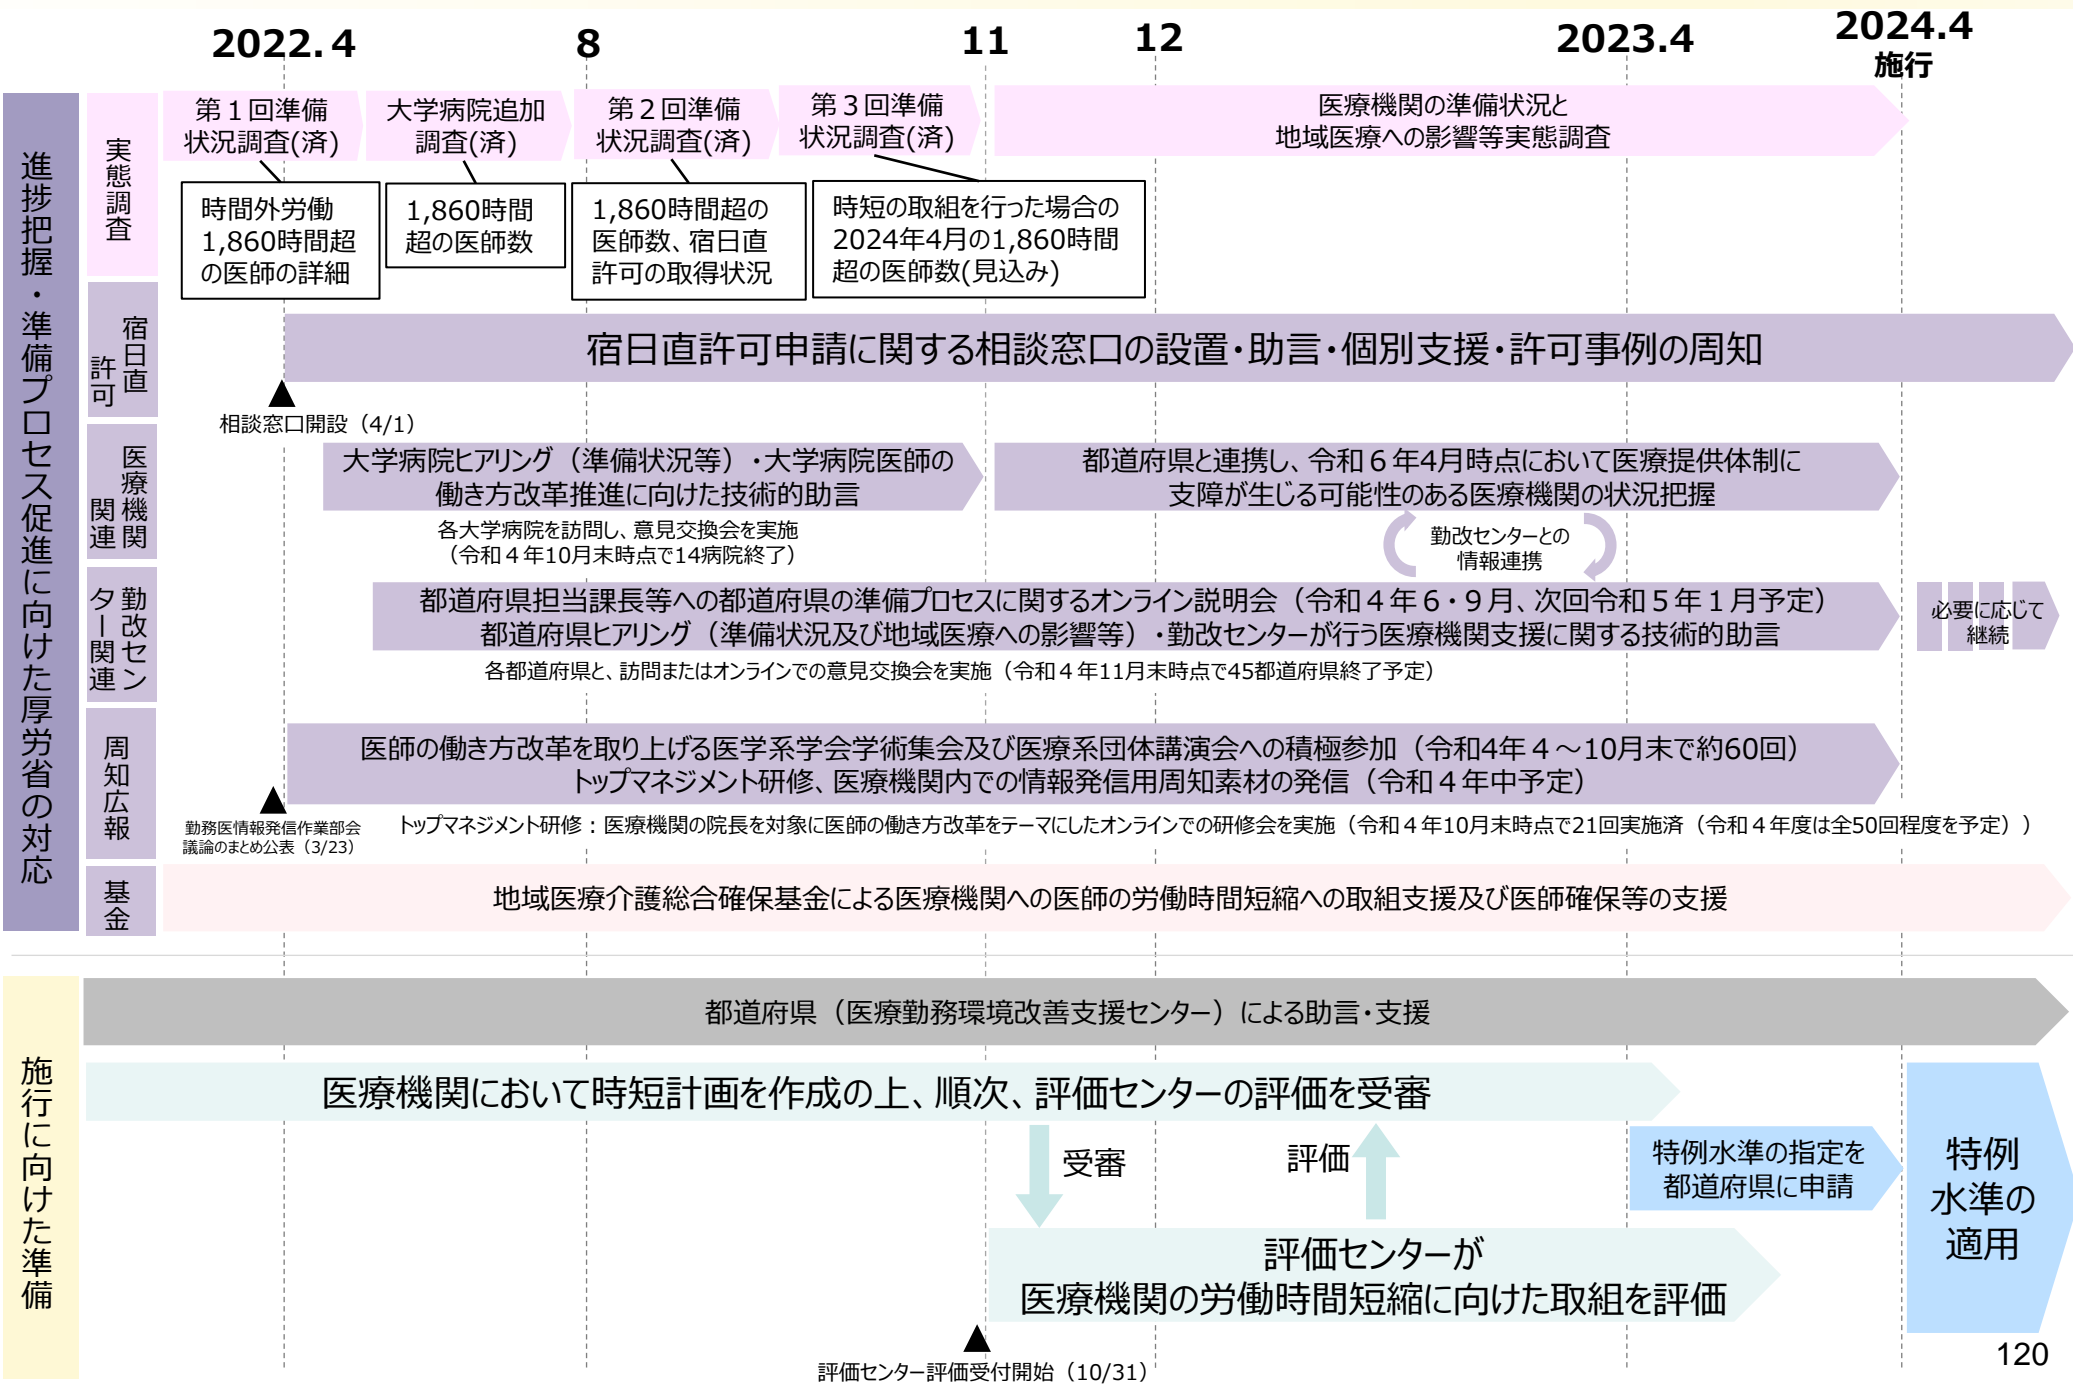 2022.4
8
11
12
2023.4
2024.4
施行
進捗把握・準備プロセス促進に向けた厚労省の対応
実態調査
第１回準備
状況調査(済)
大学病院追加
調査(済)
第２回準備
状況調査(済)
第３回準備
状況調査(済)
医療機関の準備状況と
地域医療への影響等実態調査
時間外労働
1,860時間超
の医師の詳細
1,860時間
超の医師数
1,860時間超の
医師数、宿日直
許可の取得状況
時短の取組を行った場合の
2024年4月の1,860時間
超の医師数(見込み)
宿日直
許可
宿日直許可申請に関する相談窓口の設置・助言・個別支援・許可事例の周知
相談窓口開設（4/1）
医療機関
関連
大学病院ヒアリング（準備状況等）・大学病院医師の
働き方改革推進に向けた技術的助言
都道府県と連携し、令和６年4月時点において医療提供体制に
支障が生じる可能性のある医療機関の状況把握
各大学病院を訪問し、意見交換会を実施
（令和４年10月末時点で14病院終了）
勤改センターとの
情報連携
勤改セン
ター関連
都道府県担当課長等への都道府県の準備プロセスに関するオンライン説明会（令和４年６・９月、次回令和５年１月予定）
都道府県ヒアリング（準備状況及び地域医療への影響等）・勤改センターが行う医療機関支援に関する技術的助言
必要に応じて
継続
各都道府県と、訪問またはオンラインでの意見交換会を実施（令和４年11月末時点で45都道府県終了予定）
周知広報
医師の働き方改革を取り上げる医学系学会学術集会及び医療系団体講演会への積極参加（令和4年４～10月末で約60回）
トップマネジメント研修、医療機関内での情報発信用周知素材の発信（令和４年中予定）
勤務医情報発信作業部会
議論のまとめ公表（3/23）
トップマネジメント研修：医療機関の院長を対象に医師の働き方改革をテーマにしたオンラインでの研修会を実施（令和４年10月末時点で21回実施済（令和４年度は全50回程度を予定））
基金
地域医療介護総合確保基金による医療機関への医師の労働時間短縮への取組支援及び医師確保等の支援
施行に向けた準備
都道府県（医療勤務環境改善支援センター）による助言・支援
医療機関において時短計画を作成の上、順次、評価センターの評価を受審
受審
評価
特例水準の指定を
都道府県に申請
特例
水準の
適用
評価センターが
医療機関の労働時間短縮に向けた取組を評価
評価センター評価受付開始（10/31）
120